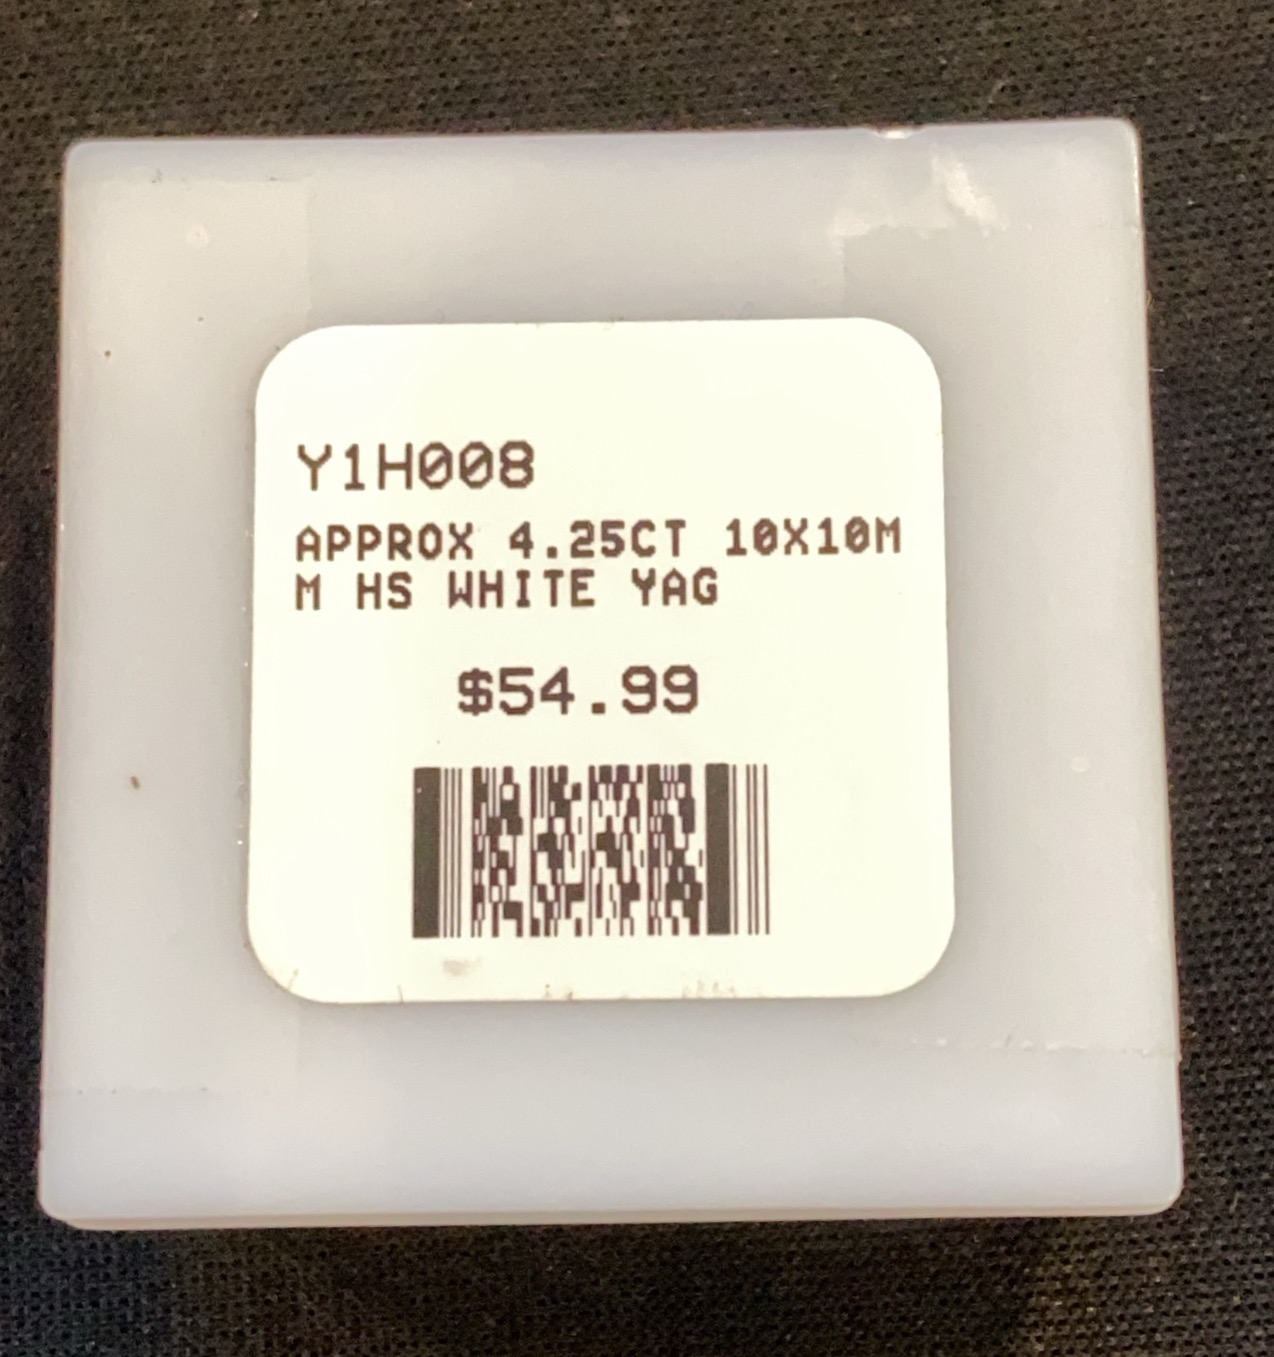 Y1H008
APPROX 4.25CT 10X10M
M HS WHITE YAG
$54.99